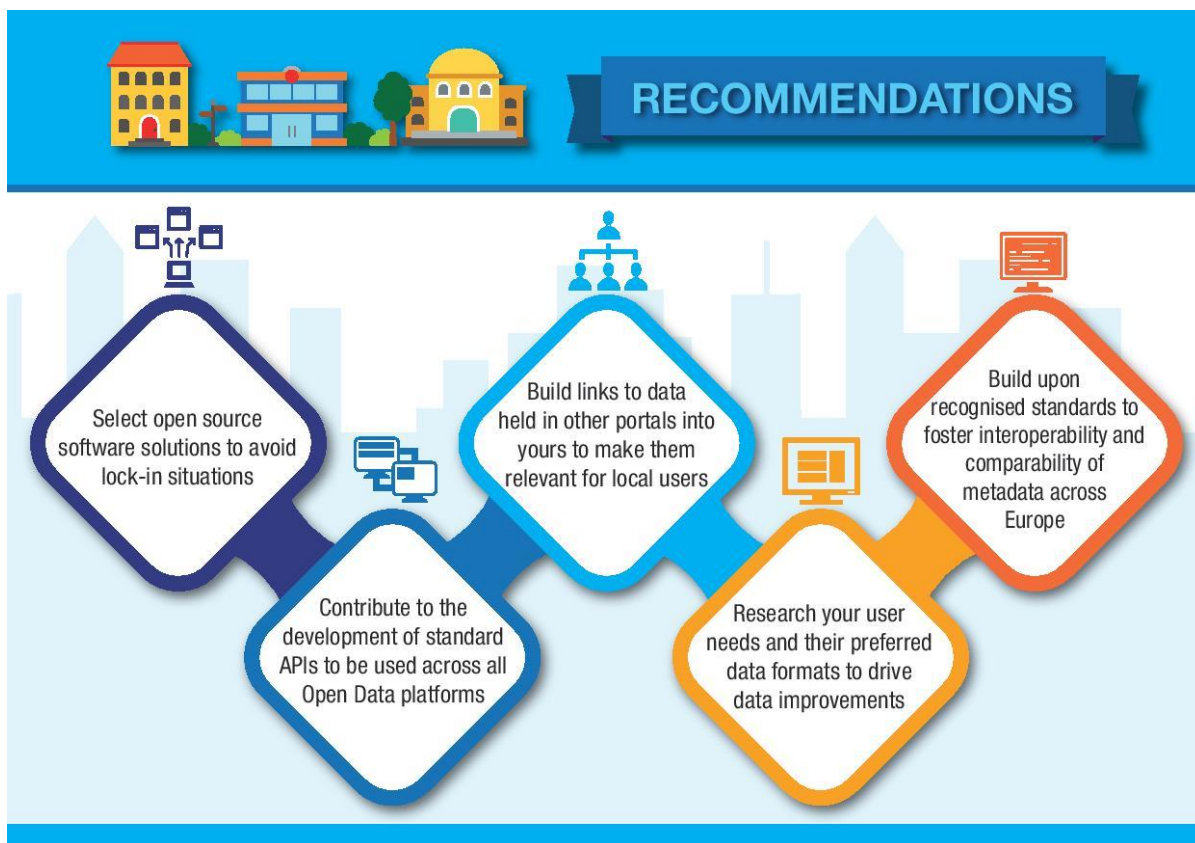 RECOMMENDATIONS
Select open source
software solutions to avoid
lock-in situations
Contribute to the
development of standard
APIs to be used across all
Open Data platforms
Build links to data
held in other portals into
yours to make them
relevant for local users
Research your user
needs and their preferred
data formats to drive
data improvements
Build upon
recognised standards to
foster interoperability and
comparability of
metadata across
Europe